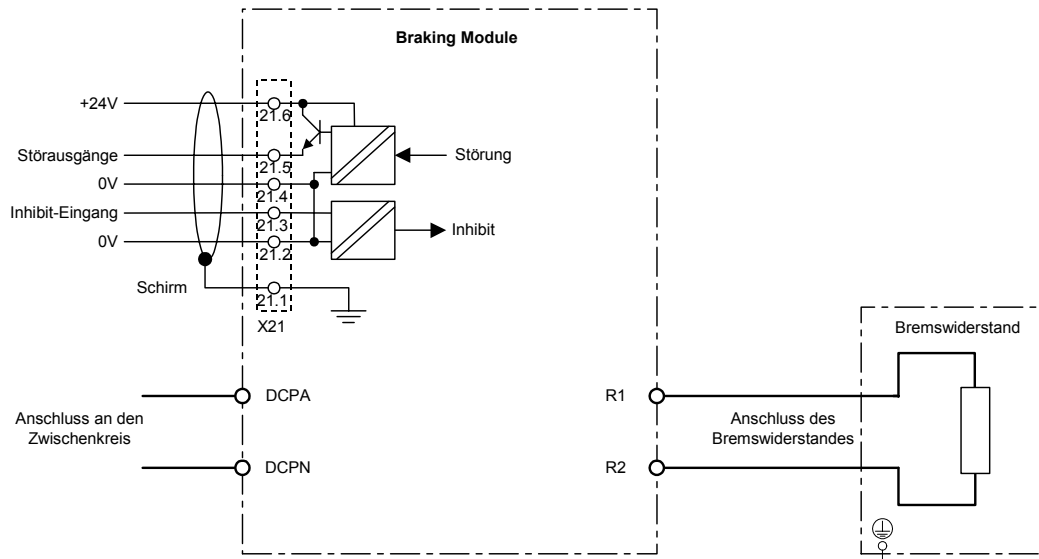 Braking Module
+24V
21.6
Störausgänge
21.5
Störung
0V
21.4
Inhibit-Eingang
21.3
Inhibit
0V
21.2
Schirm
21.1
X21
Bremswiderstand
DCPA
R1
Anschluss an den
Zwischenkreis
Anschluss des
Bremswiderstandes
DCPN
R2